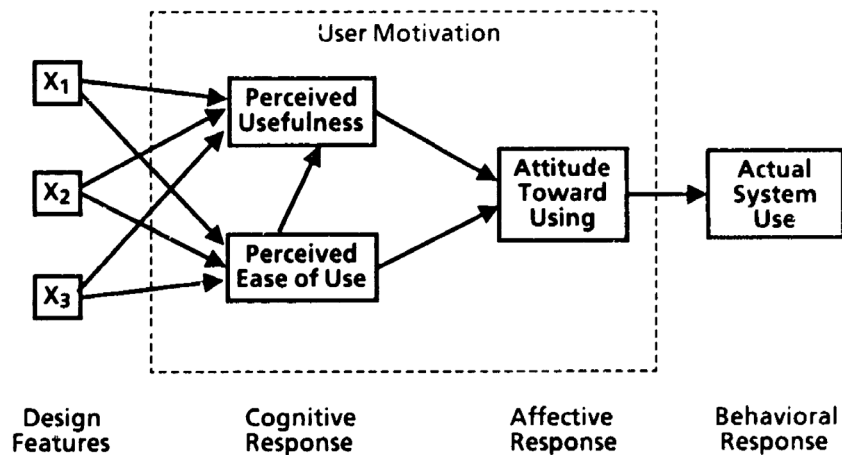 User Motivation
X1
Perceived
Usefulness
X2
Attitude
Toward
Using
Actual
System
Use
Perceived
Ease of Use
X3
Design
Features
Cognitive
Response
Affective
Response
Behavioral
Response